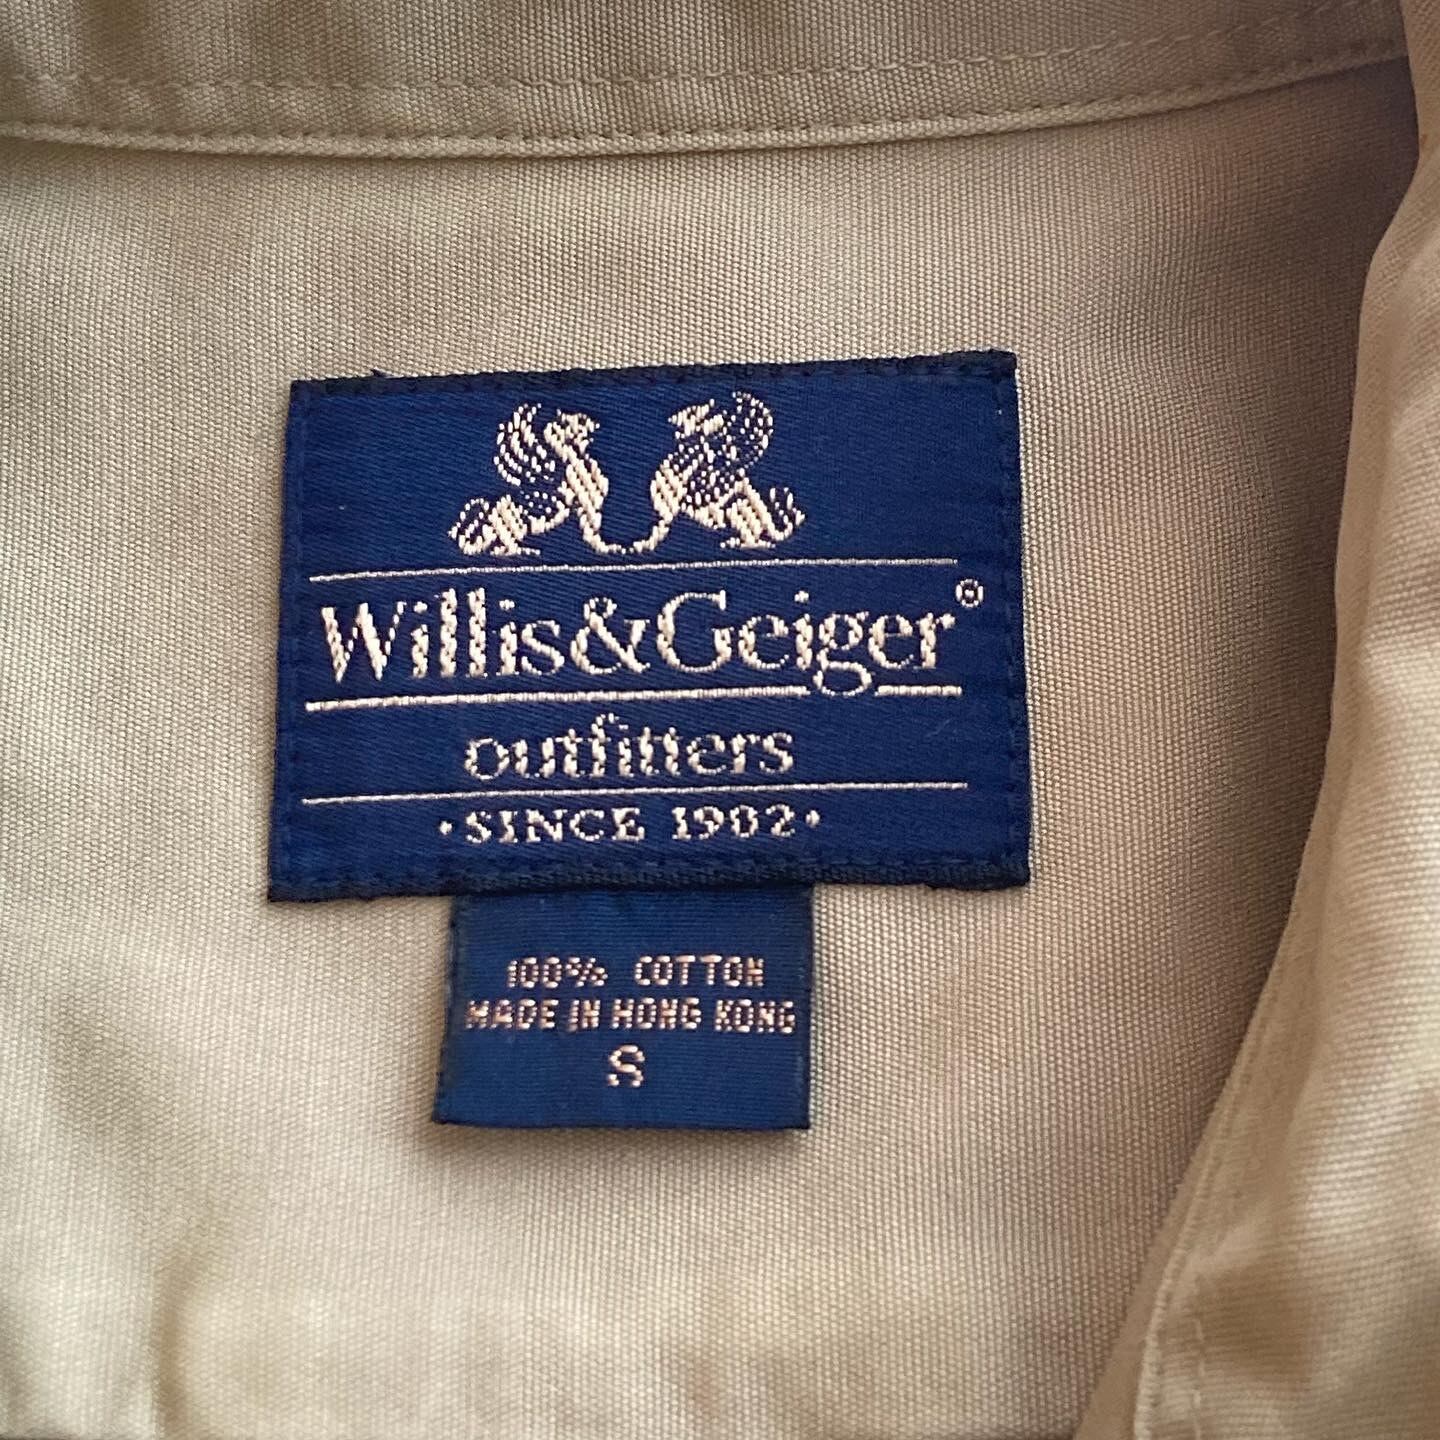 Willis&Geiger®
outfitters
·SINCE 1902·
100% COTTON
MADE IN HONG KONG
S